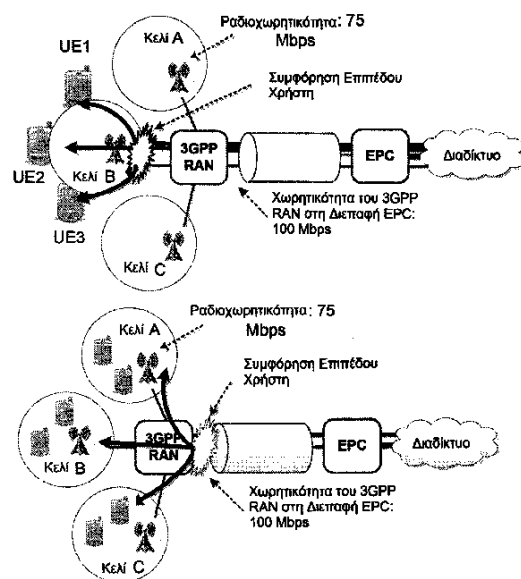 Ραδιοχωρητικότητα: 75
Mbps
Κελί A
UE1
Συμφόρηση Επιπέδου
Χρήστη
UE2
Κελί B
3GPP
RAN
EPC
Διαδίκτυο
UE3
Χωρητικότητα του 3GPP
RAN στη Διεπαφή EPC:
100 Mbps
Κελί C
Ραδιοχωρητικότητα: 75
Mbps
Κελί A
Συμφόρηση Επιπέδου
Χρήστη
Κελί B
3GPP
RAN
EPC
Διαδίκτυο
Χωρητικότητα του 3GPP
RAN στη Διεπαφή EPC:
100 Mbps
Κελί C